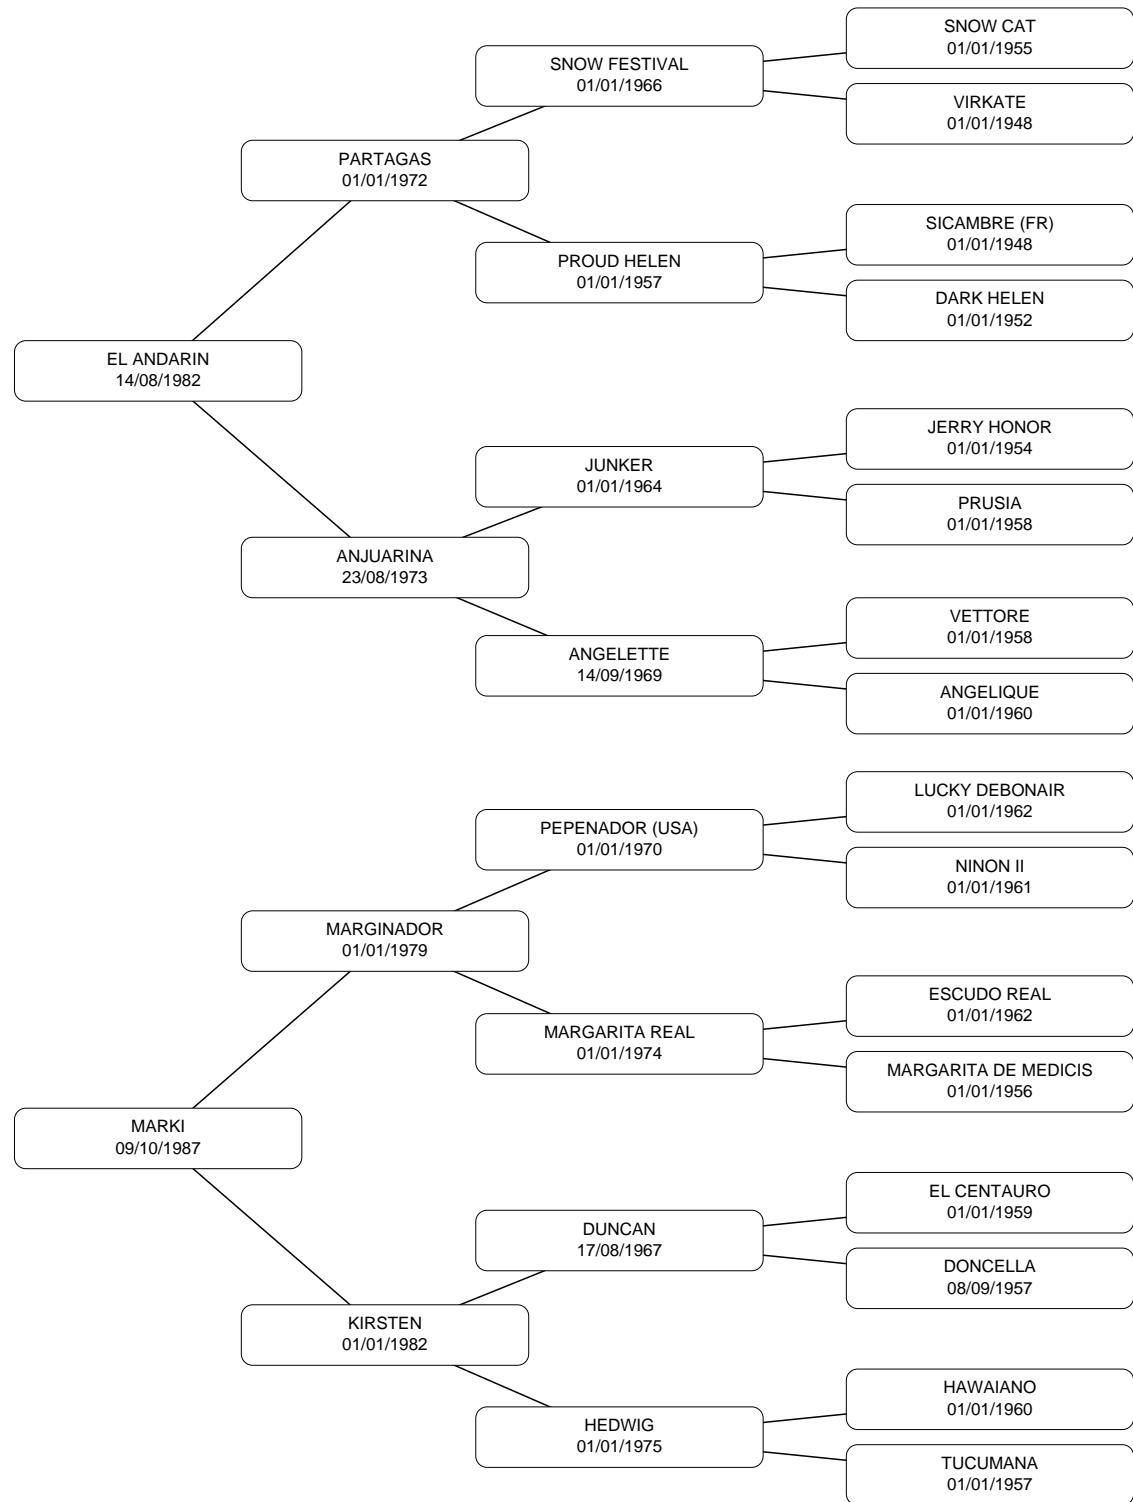 SNOW CAT
01/01/1955
SNOW FESTIVAL
01/01/1966
VIRKATE
01/01/1948
PARTAGAS
01/01/1972
SICAMBRE (FR)
01/01/1948
PROUD HELEN
01/01/1957
DARK HELEN
01/01/1952
EL ANDARIN
14/08/1982
JERRY HONOR
01/01/1954
JUNKER
01/01/1964
PRUSIA
01/01/1958
ANJUARINA
23/08/1973
VETTORE
01/01/1958
ANGELETTE
14/09/1969
ANGELIQUE
01/01/1960
LUCKY DEBONAIR
01/01/1962
PEPENADOR (USA)
01/01/1970
NINON II
01/01/1961
MARGINADOR
01/01/1979
ESCUDO REAL
01/01/1962
MARGARITA REAL
01/01/1974
MARGARITA DE MEDICIS
01/01/1956
MARKI
09/10/1987
EL CENTAURO
01/01/1959
DUNCAN
17/08/1967
DONCELLA
08/09/1957
KIRSTEN
01/01/1982
HAWAIANO
01/01/1960
HEDWIG
01/01/1975
TUCUMANA
01/01/1957